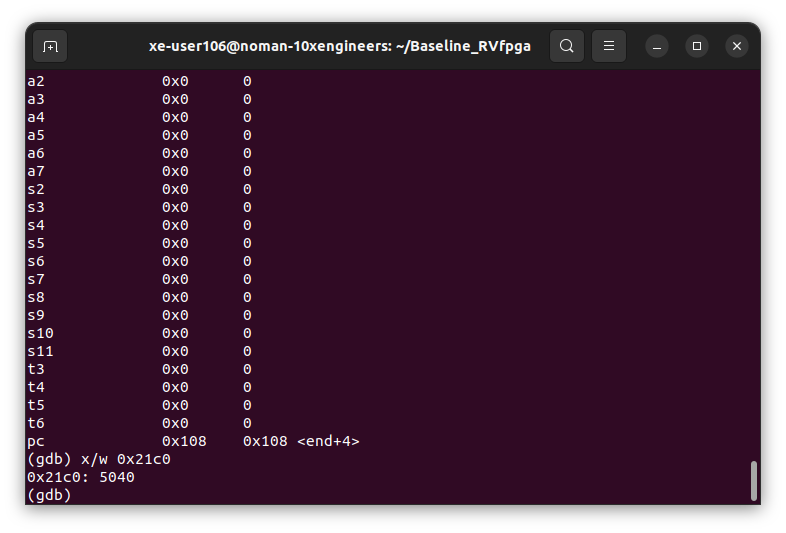 xe-user106@noman-10xengineers: ~/Baseline_RVfpga
a2 0x0 0
a3 0x0 0
a4 0x0 0
a5 0x0 0
a6 0x0 0
a7 0x0 0
s2 0x0 0
s3 0x0 0
s4 0x0 0
s5 0x0 0
s6 0x0 0
s7 0x0 0
s8 0x0 0
s9 0x0 0
s10 0x0 0
s11 0x0 0
t3 0x0 0
t4 0x0 0
t5 0x0 0
t6 0x0 0
pc 0x108 0x108 <end+4>
(gdb) x/w 0x21c0
0x21c0: 5040
(gdb)